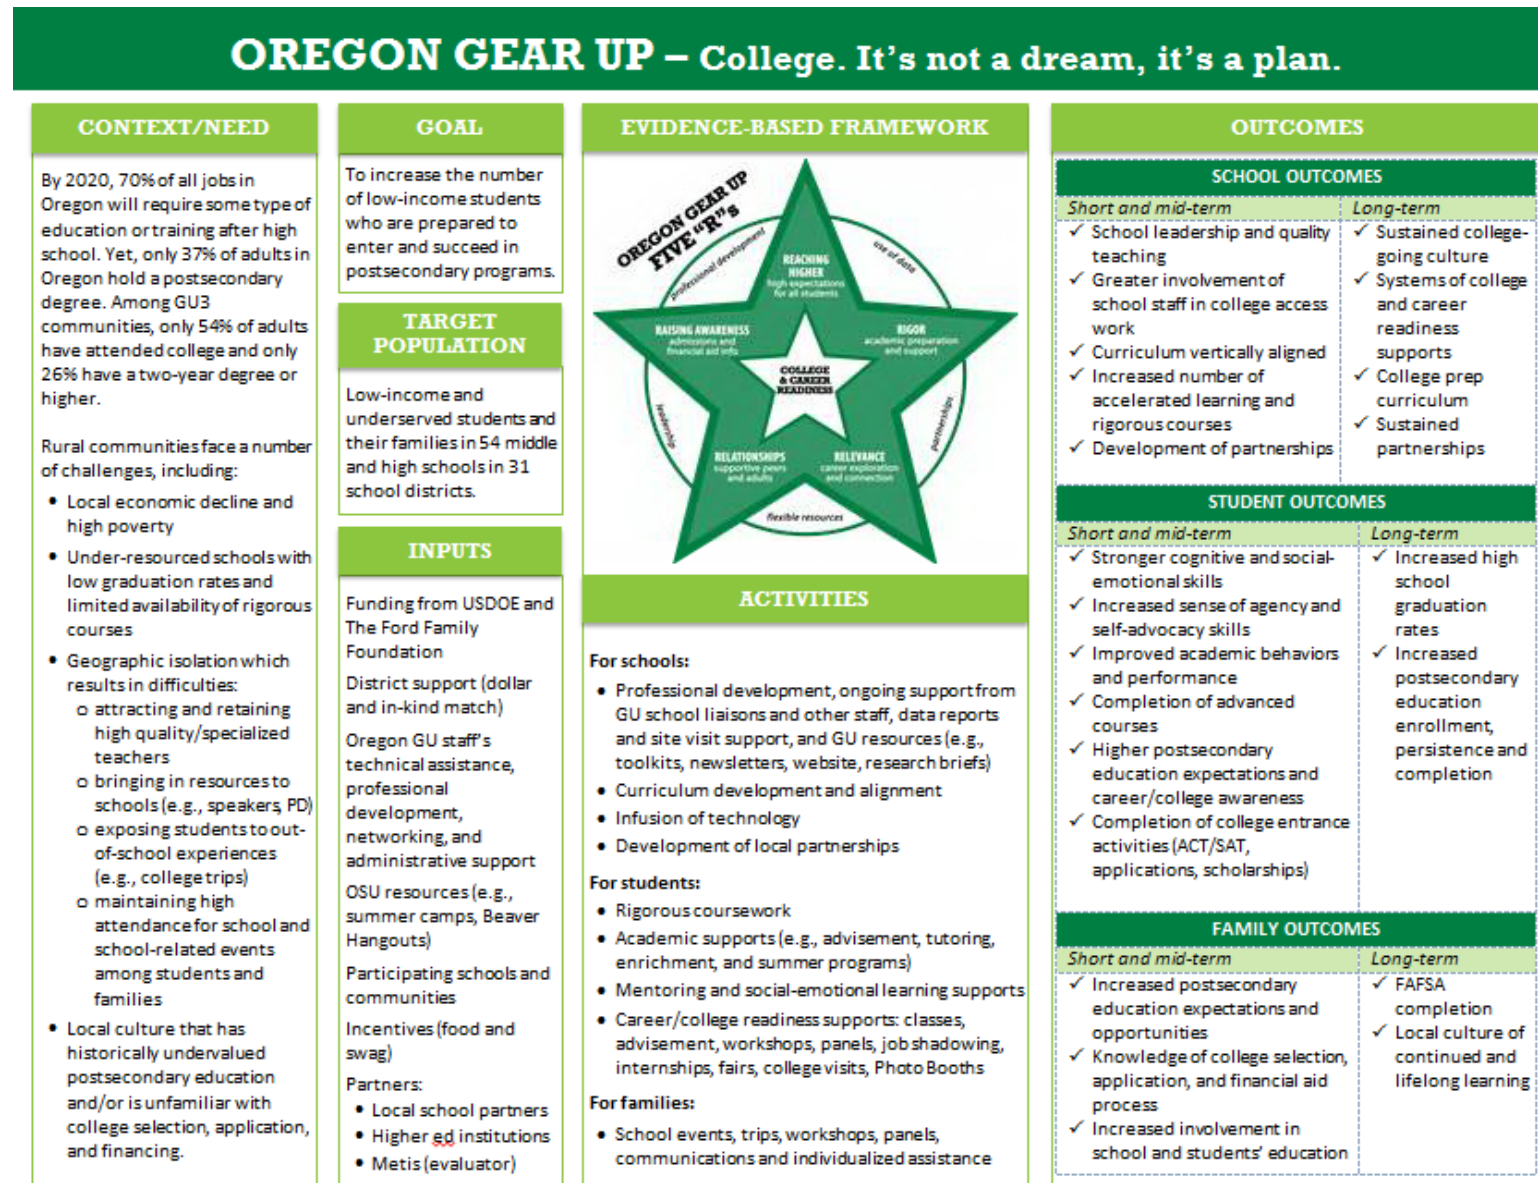 OREGON GEAR UP – College. It's not a dream, it's a plan.
CONTEXT/NEED
By 2020, 70% of all jobs in
Oregon will require some type of
education or training after high
school. Yet, only 37% of adults in
Oregon hold a postsecondary
degree. Among GU3
communities, only 54% of adults
have attended college and only
26% have a two-year degree or
higher.
Rural communities face a number
of challenges, including:
• Local economic decline and
high poverty
• Under-resourced schools with
low graduation rates and
limited availability of rigorous
courses
• Geographic isolation which
results in difficulties:
o attracting and retaining
high quality/specialized
teachers
o bringing in resources to
schools (e.g., speakers, PD)
o exposing students to out-
of-school experiences
(e.g., college trips)
o maintaining high
attendance for school and
school-related events
among students and
families
• Local culture that has
historically undervalued
postsecondary education
and/or is unfamiliar with
college selection, application,
and financing.
GOAL
To increase the number
of low-income students
who are prepared to
enter and succeed in
postsecondary programs.
TARGET
POPULATION
Low-income and
underserved students and
their families in 54 middle
and high schools in 31
school districts.
INPUTS
Funding from USDOE and
The Ford Family
Foundation
District support (dollar
and in-kind match)
Oregon GU staff's
technical assistance,
professional
development,
networking, and
administrative support
OSU resources (e.g.,
summer camps, Beaver
Hangouts)
Participating schools and
communities
Incentives (food and
swag)
Partners:
• Local school partners
• Higher ed institutions
• Metis (evaluator)
EVIDENCE-BASED FRAMEWORK
OREGON GEAR UP
FIVE "R"s
professional development
use of data
REACHING
HIGHER
high expectations
for all students
RAISING AWARENESS
admissions and
financial aid info
RIGOR
academic preparation
and support
COLLEGE
& CAREER
READINESS
leadership
partnerships
RELATIONSHIPS
supportive peers
and adults
RELEVANCE
career exploration
and connection
flexible resources
ACTIVITIES
For schools:
• Professional development, ongoing support from
GU school liaisons and other staff, data reports
and site visit support, and GU resources (e.g.,
toolkits, newsletters, website, research briefs)
• Curriculum development and alignment
• Infusion of technology
• Development of local partnerships
For students:
• Rigorous coursework
• Academic supports (e.g., advisement, tutoring,
enrichment, and summer programs)
• Mentoring and social-emotional learning supports
• Career/college readiness supports: classes,
advisement, workshops, panels, job shadowing,
internships, fairs, college visits, Photo Booths
For families:
• School events, trips, workshops, panels,
communications and individualized assistance
OUTCOMES
SCHOOL OUTCOMES
Short and mid-term
✓ School leadership and quality
teaching
✓ Greater involvement of
school staff in college access
work
✓ Curriculum vertically aligned
✓ Increased number of
accelerated learning and
rigorous courses
✓ Development of partnerships
Long-term
✓ Sustained college-
going culture
✓ Systems of college
and career
readiness
supports
✓ College prep
curriculum
✓ Sustained
partnerships
STUDENT OUTCOMES
Short and mid-term
✓ Stronger cognitive and social-
emotional skills
✓ Increased sense of agency and
self-advocacy skills
✓ Improved academic behaviors
and performance
✓ Completion of advanced
courses
✓ Higher postsecondary
education expectations and
career/college awareness
✓ Completion of college entrance
activities (ACT/SAT,
applications, scholarships)
Long-term
✓ Increased high
school
graduation
rates
✓ Increased
postsecondary
education
enrollment,
persistence and
completion
FAMILY OUTCOMES
Short and mid-term
✓ Increased postsecondary
education expectations and
opportunities
✓ Knowledge of college selection,
application, and financial aid
process
✓ Increased involvement in
school and students' education
Long-term
✓ FAFSA
completion
✓ Local culture of
continued and
lifelong learning